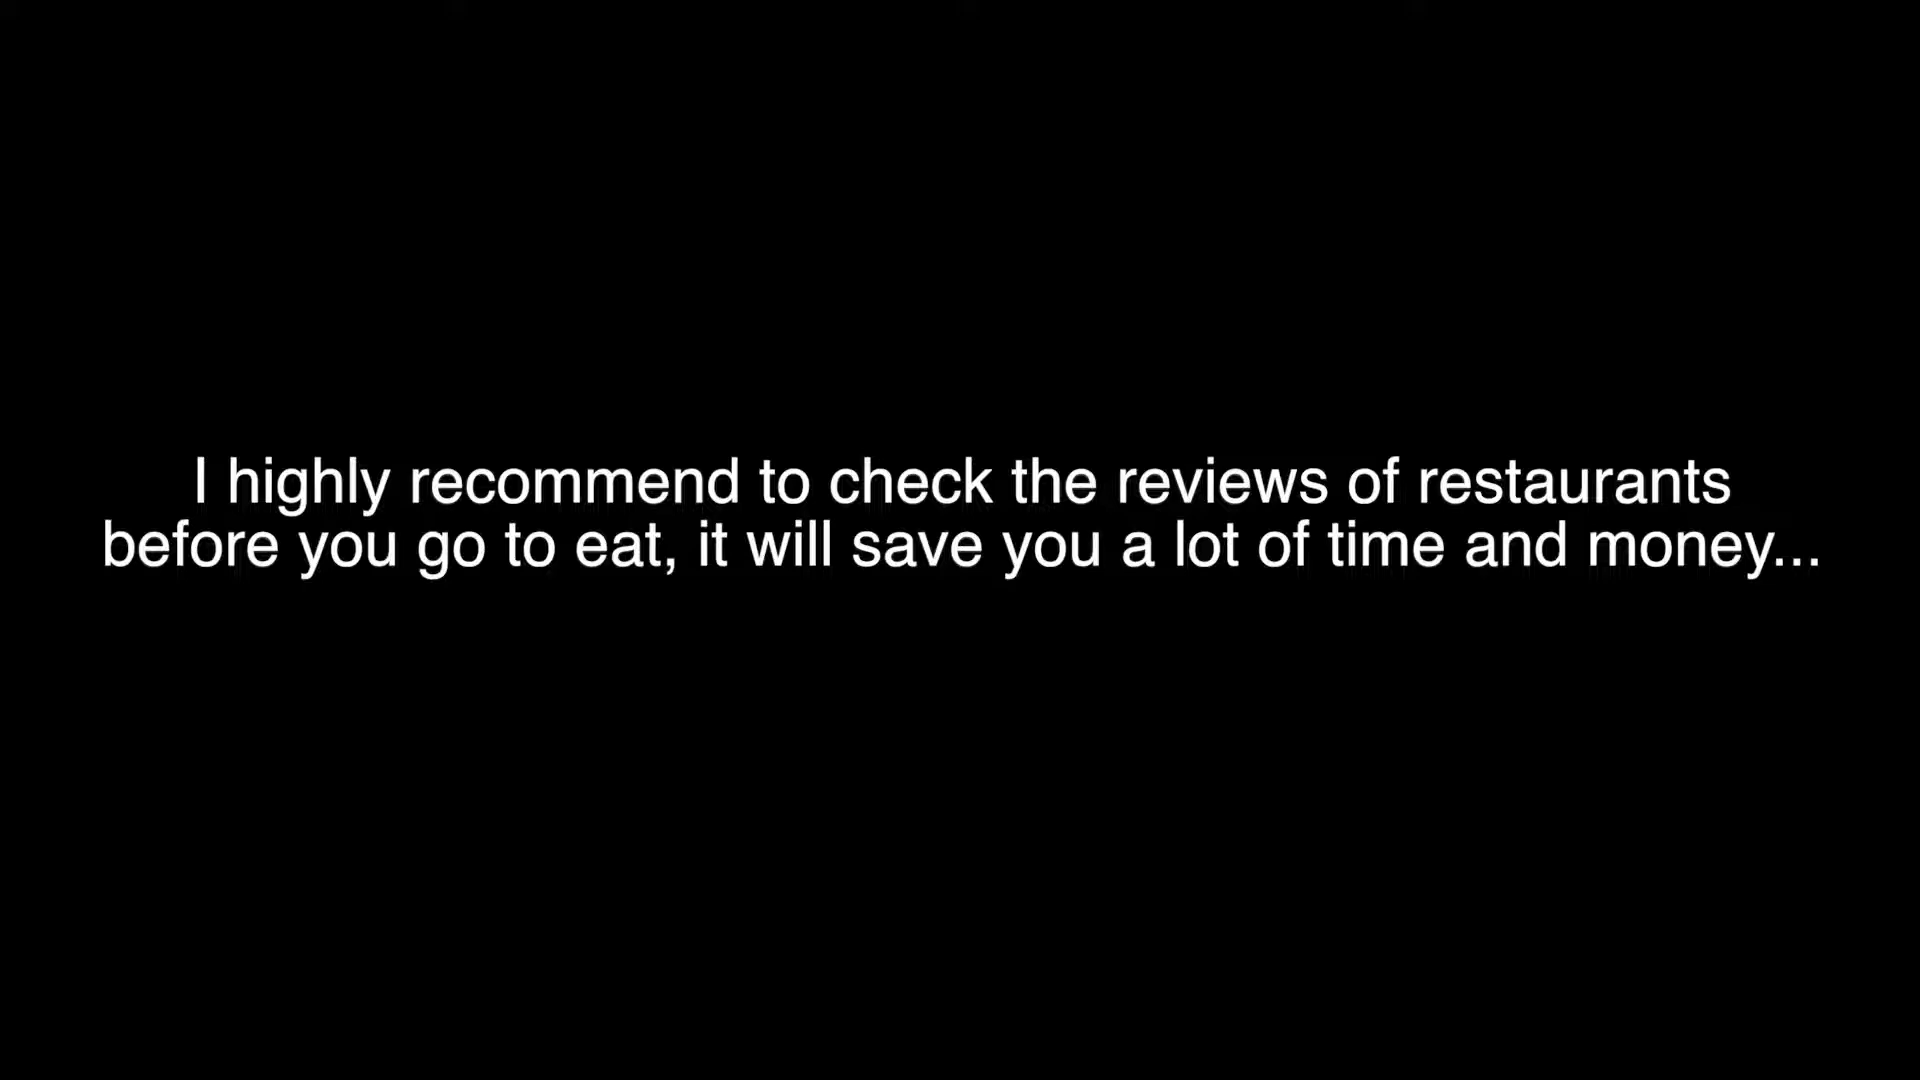 I highly recommend to check the reviews of restaurants
before you go to eat, it will save you a lot of time and money...